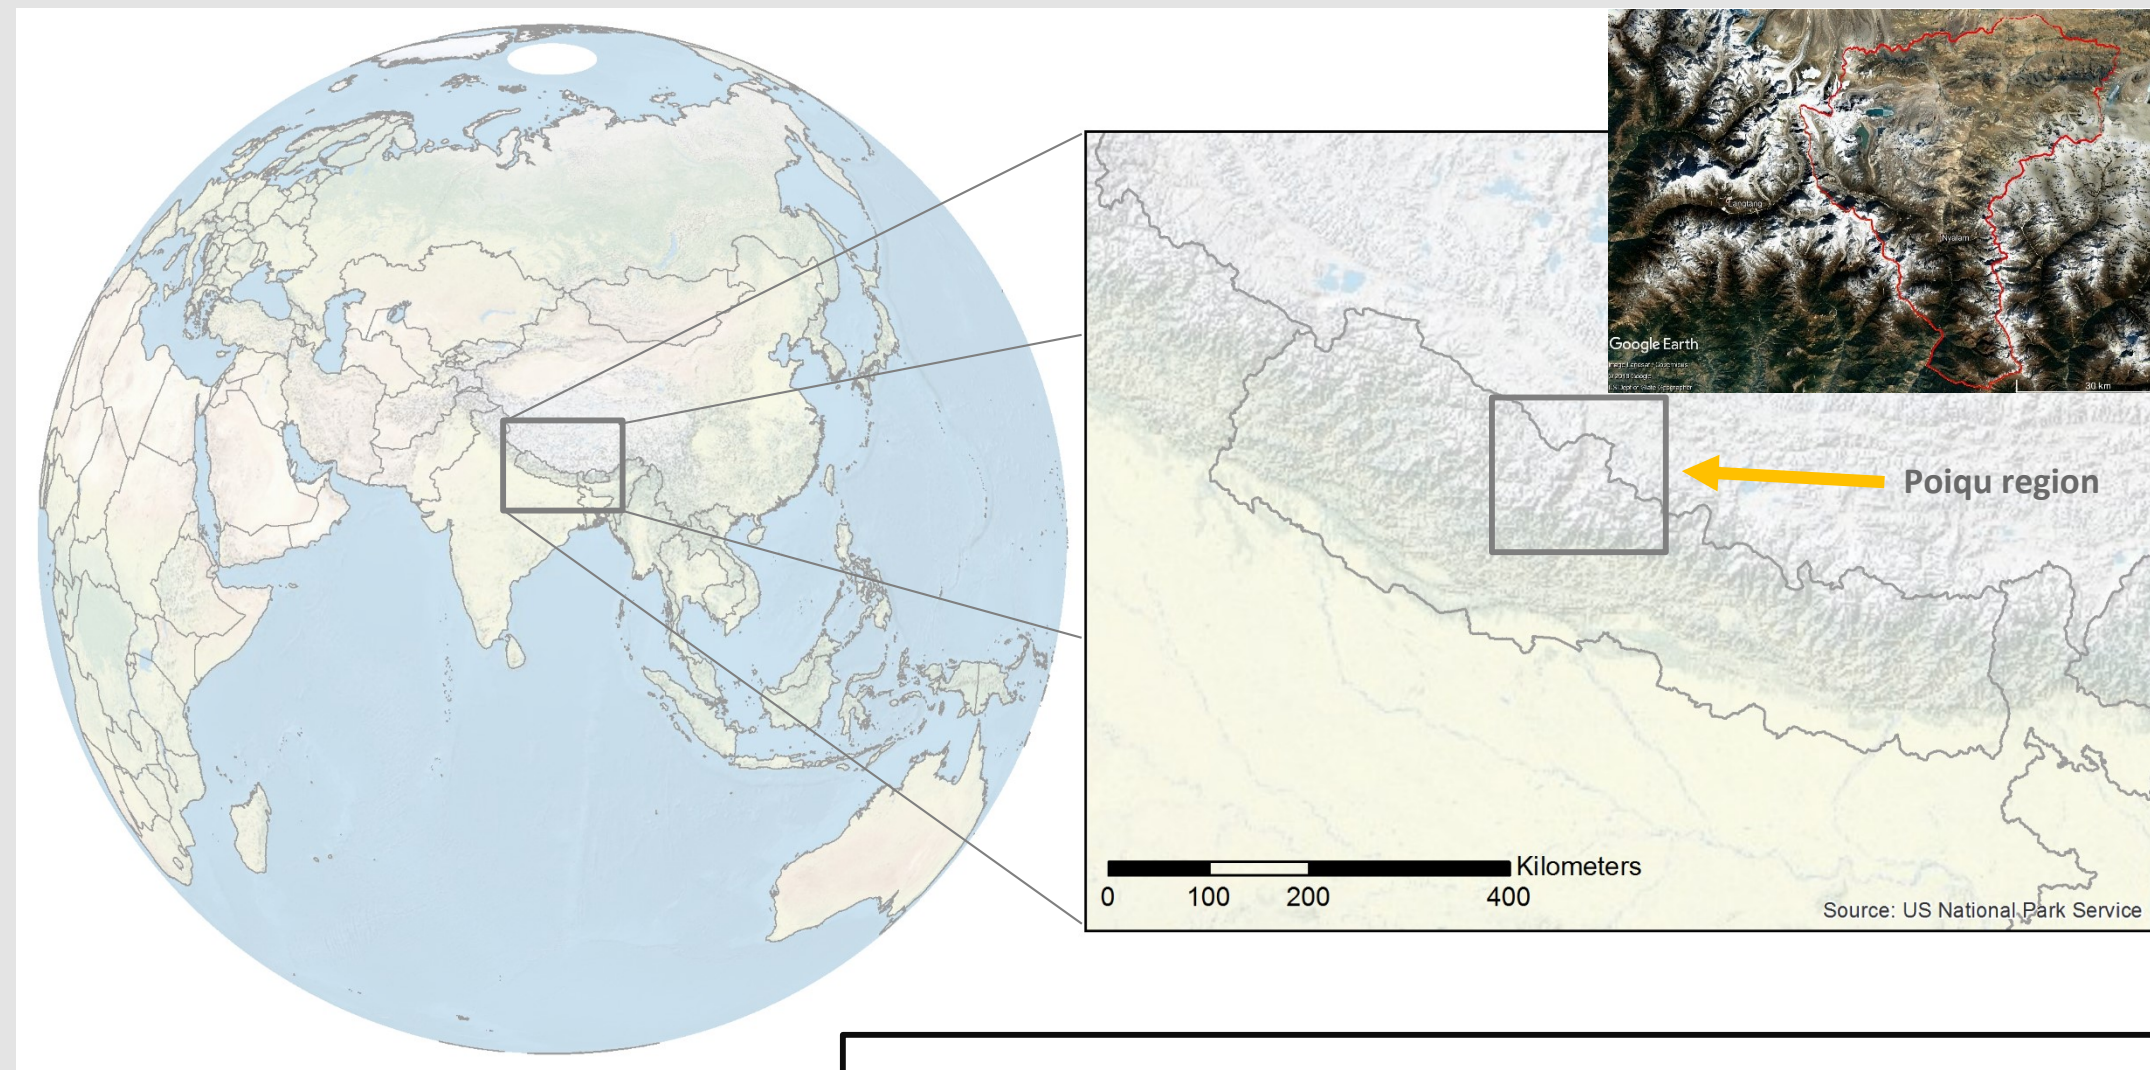 Langtang
Nyalam
Google Earth
30 km
Poiqu region
Kilometers
0 100 200 400
Source: US National Park Service